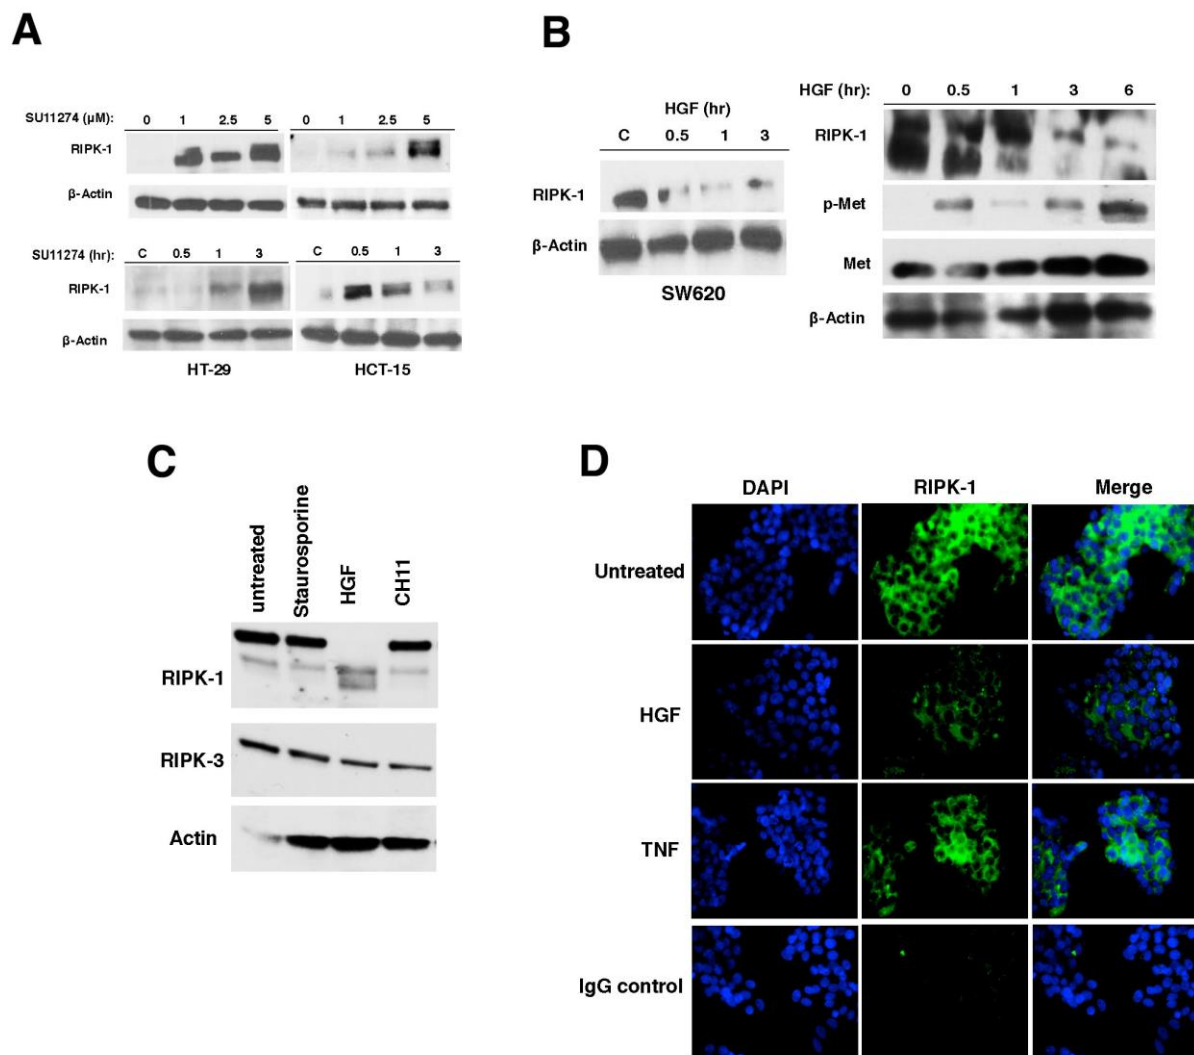 A
SU11274 (µM): 0 1 2.5 5 0 1 2.5 5
RIPK-1
β-Actin
SU11274 (hr): C 0.5 1 3 C 0.5 1 3
RIPK-1
β-Actin
HT-29 HCT-15
B
HGF (hr)
C 0.5 1 3
RIPK-1
β-Actin
SW620
HGF (hr): 0 0.5 1 3 6
RIPK-1
p-Met
Met
β-Actin
C
untreated
Staurosporine
HGF
CH11
RIPK-1
RIPK-3
Actin
D
DAPI RIPK-1 Merge
Untreated
HGF
TNF
IgG control